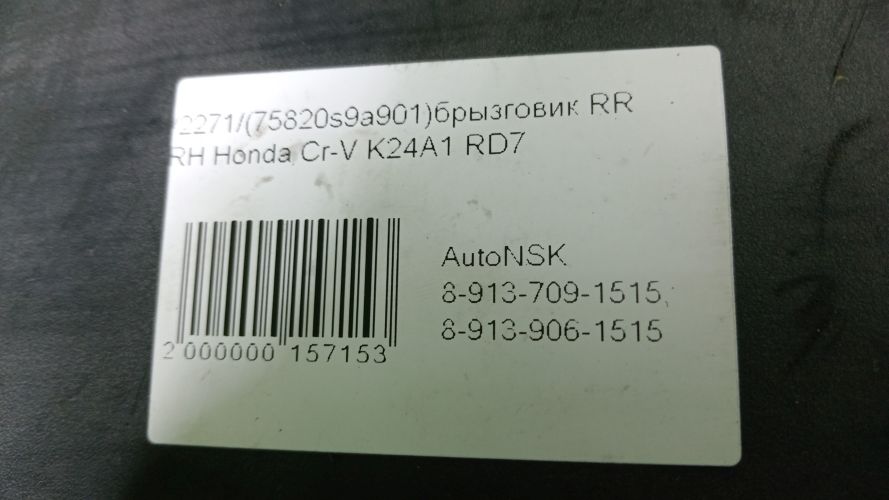 2271/(75820s9a901)брызговик RR
RH Honda Cr-V K24A1 RD7
AutoNSK
8-913-709-1515,
8-913-906-1515
2 000000 157153